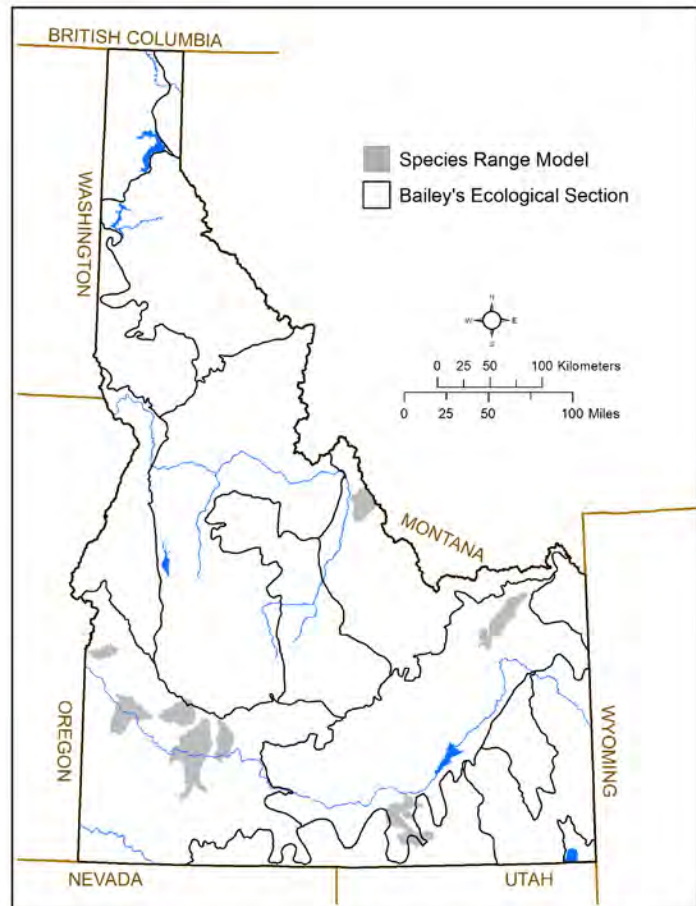 BRITISH COLUMBIA
WASHINGTON
Species Range Model
Bailey's Ecological Section
N
W
E
S
0 25 50 100 Kilometers
0 25 50 100 Miles
MONTANA
OREGON
WYOMING
NEVADA
UTAH